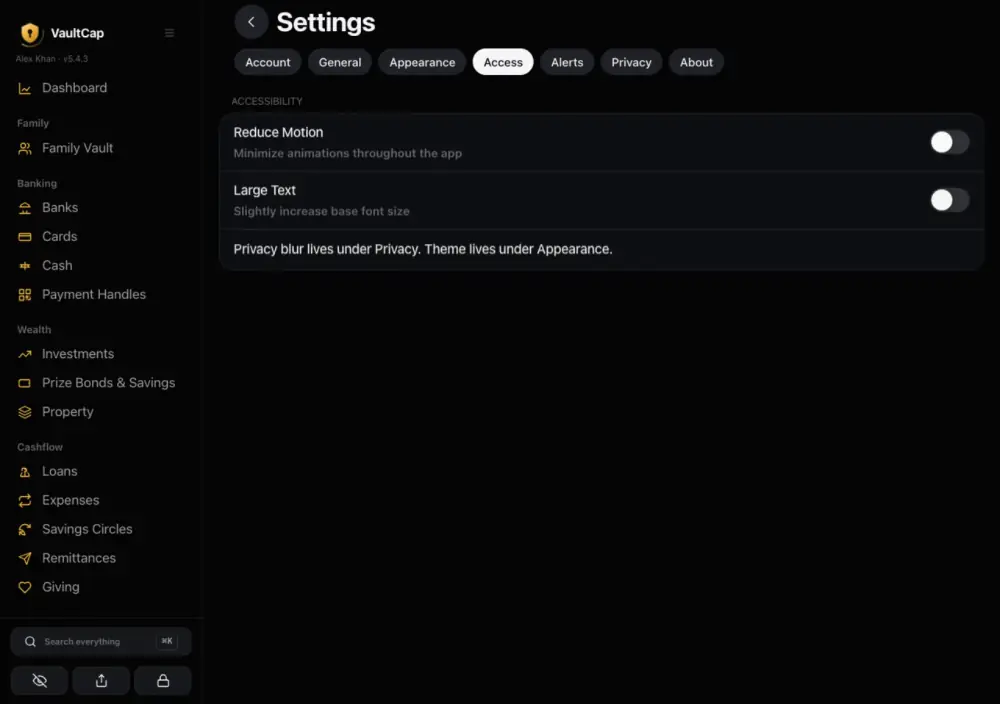 VaultCap
Alex Khan · v5.4.3
Dashboard
Family
Family Vault
Banking
Banks
Cards
Cash
Payment Handles
Wealth
Investments
Prize Bonds & Savings
Property
Cashflow
Loans
Expenses
Savings Circles
Remittances
Giving
Search everything ⌘K
Settings
Account General Appearance Access Alerts Privacy About
ACCESSIBILITY
Reduce Motion
Minimize animations throughout the app
Large Text
Slightly increase base font size
Privacy blur lives under Privacy. Theme lives under Appearance.